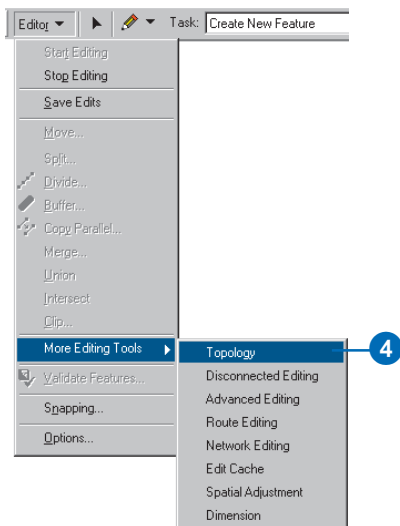 Editor Task: Create New Feature
Start Editing
Stop Editing
Save Edits
Move...
Split...
Divide...
Buffer...
Copy Parallel...
Merge...
Union
Intersect
Clip...
More Editing Tools
Validate Features...
Snapping...
Options...
Topology 4
Disconnected Editing
Advanced Editing
Route Editing
Network Editing
Edit Cache
Spatial Adjustment
Dimension